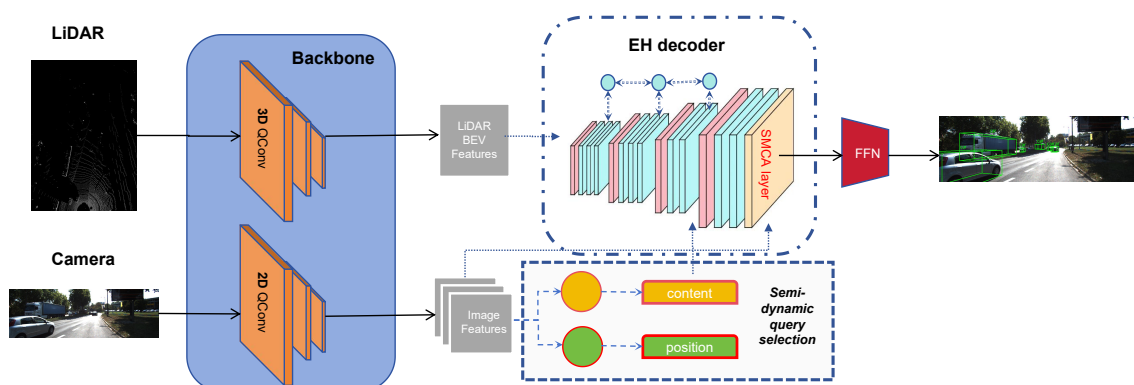 LiDAR
Backbone
3D QConv
LiDAR
BEV
Features
EH decoder
SMCA layer
FFN
Camera
2D QConv
Image
Features
content
position
Semi-
dynamic
query
selection